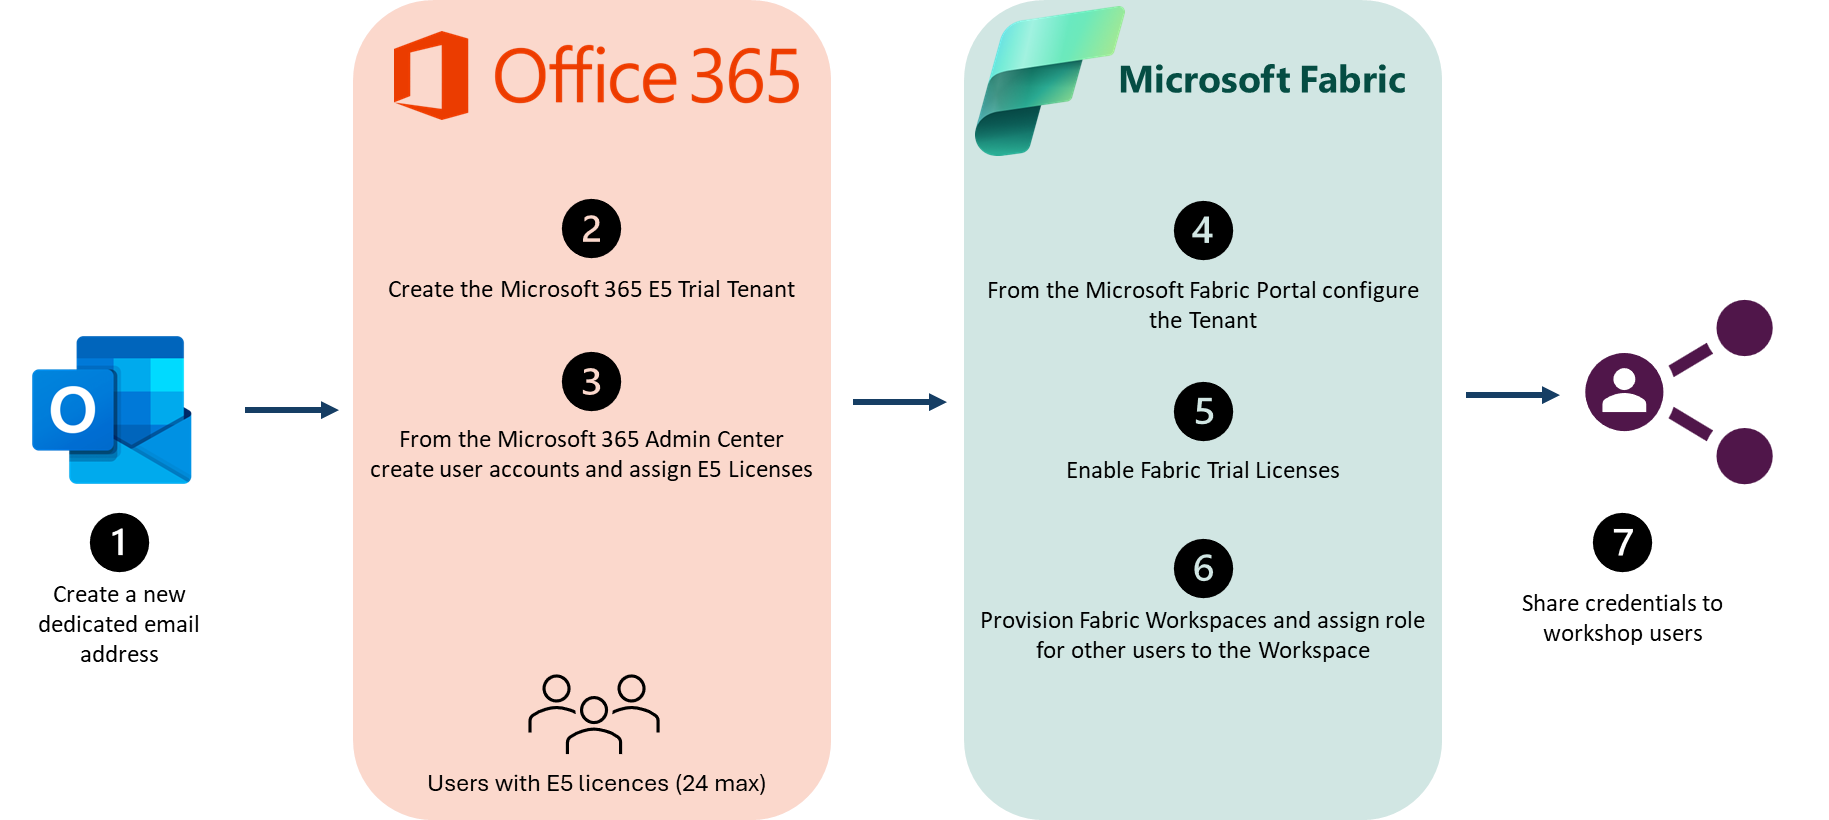 O
1
Create a new
dedicated email
address
Office 365
2
Create the Microsoft 365 E5 Trial Tenant
3
From the Microsoft 365 Admin Center
create user accounts and assign E5 Licenses
Users with E5 licences (24 max)
Microsoft Fabric
4
From the Microsoft Fabric Portal configure
the Tenant
5
Enable Fabric Trial Licenses
6
Provision Fabric Workspaces and assign role
for other users to the Workspace
7
Share credentials to
workshop users